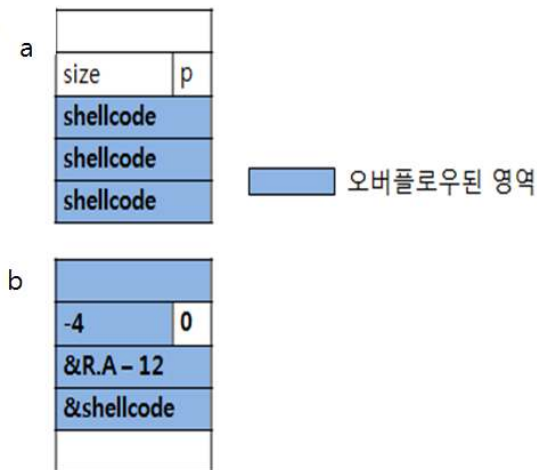 a
size p
shellcode
shellcode
shellcode
오버플로우된 영역
b
-4 0
&R.A – 12
&shellcode